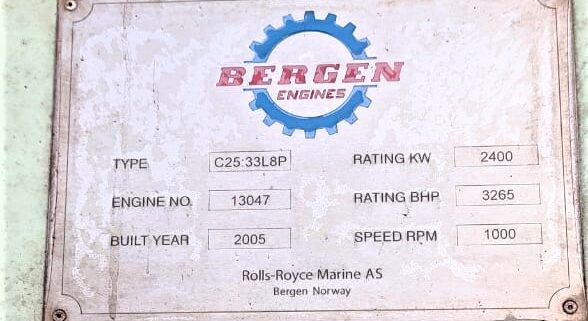 BERGEN
ENGINES
TYPE C25:33L8P RATING KW 2400
ENGINE NO. 13047 RATING BHP 3265
BUILT YEAR 2005 SPEED RPM 1000
Rolls-Royce Marine AS
Bergen Norway